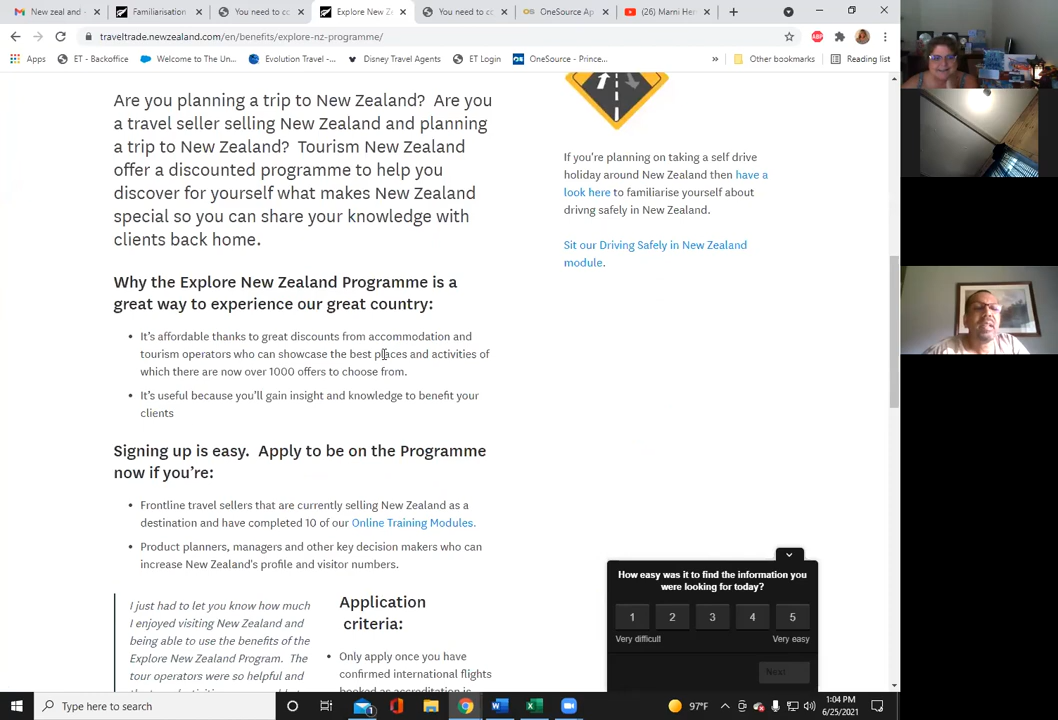 New zeal and
Familiarisation
You need to cc
Explore New Z
You need to cc
OneSource Ap
(26) Marni Her
traveltrade.newzealand.com/en/benefits/explore-nz-programme/
Apps
ET - Backoffice
Welcome to The Un...
Evolution Travel -...
Disney Travel Agents
ET Login
OneSource - Prince...
»
Other bookmarks
Reading list
Are you planning a trip to New Zealand? Are you
a travel seller selling New Zealand and planning
a trip to New Zealand? Tourism New Zealand
offer a discounted programme to help you
discover for yourself what makes New Zealand
special so you can share your knowledge with
clients back home.
If you're planning on taking a self drive
holiday around New Zealand then have a
look here to familiarise yourself about
drivng safely in New Zealand.
Sit our Driving Safely in New Zealand
module.
Why the Explore New Zealand Programme is a
great way to experience our great country:
• It's affordable thanks to great discounts from accommodation and
tourism operators who can showcase the best places and activities of
which there are now over 1000 offers to choose from.
• It's useful because you'll gain insight and knowledge to benefit your
clients
Signing up is easy. Apply to be on the Programme
now if you're:
• Frontline travel sellers that are currently selling New Zealand as a
destination and have completed 10 of our Online Training Modules.
• Product planners, managers and other key decision makers who can
increase New Zealand's profile and visitor numbers.
I just had to let you know how much
I enjoyed visiting New Zealand and
being able to use the benefits of the
Explore New Zealand Program. The
tour operators were so helpful and
Application
criteria:
• Only apply once you have
confirmed international flights
booked as accreditation is
How easy was it to find the information you
were looking for today?
1 2 3 4 5
Very difficult Very easy
Next
Type here to search
97°F
1:04 PM
6/25/2021